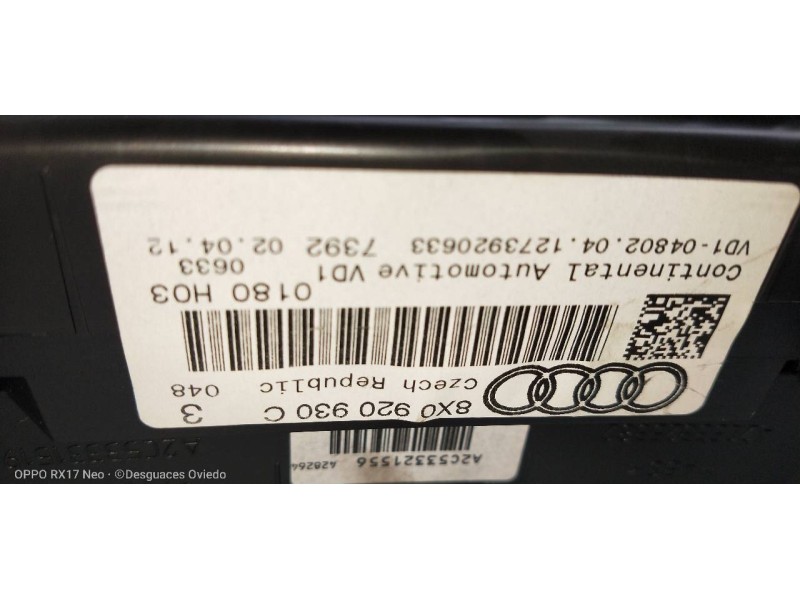 8X0 920 930 C 3
Czech Republic 048
0180 H03
Continental Automotive VD1 0633
VD1-04802.04.1273920633 7392 02.04.12
A2C53321556 A20264
OPPO RX17 Neo · ©Desguaces Oviedo